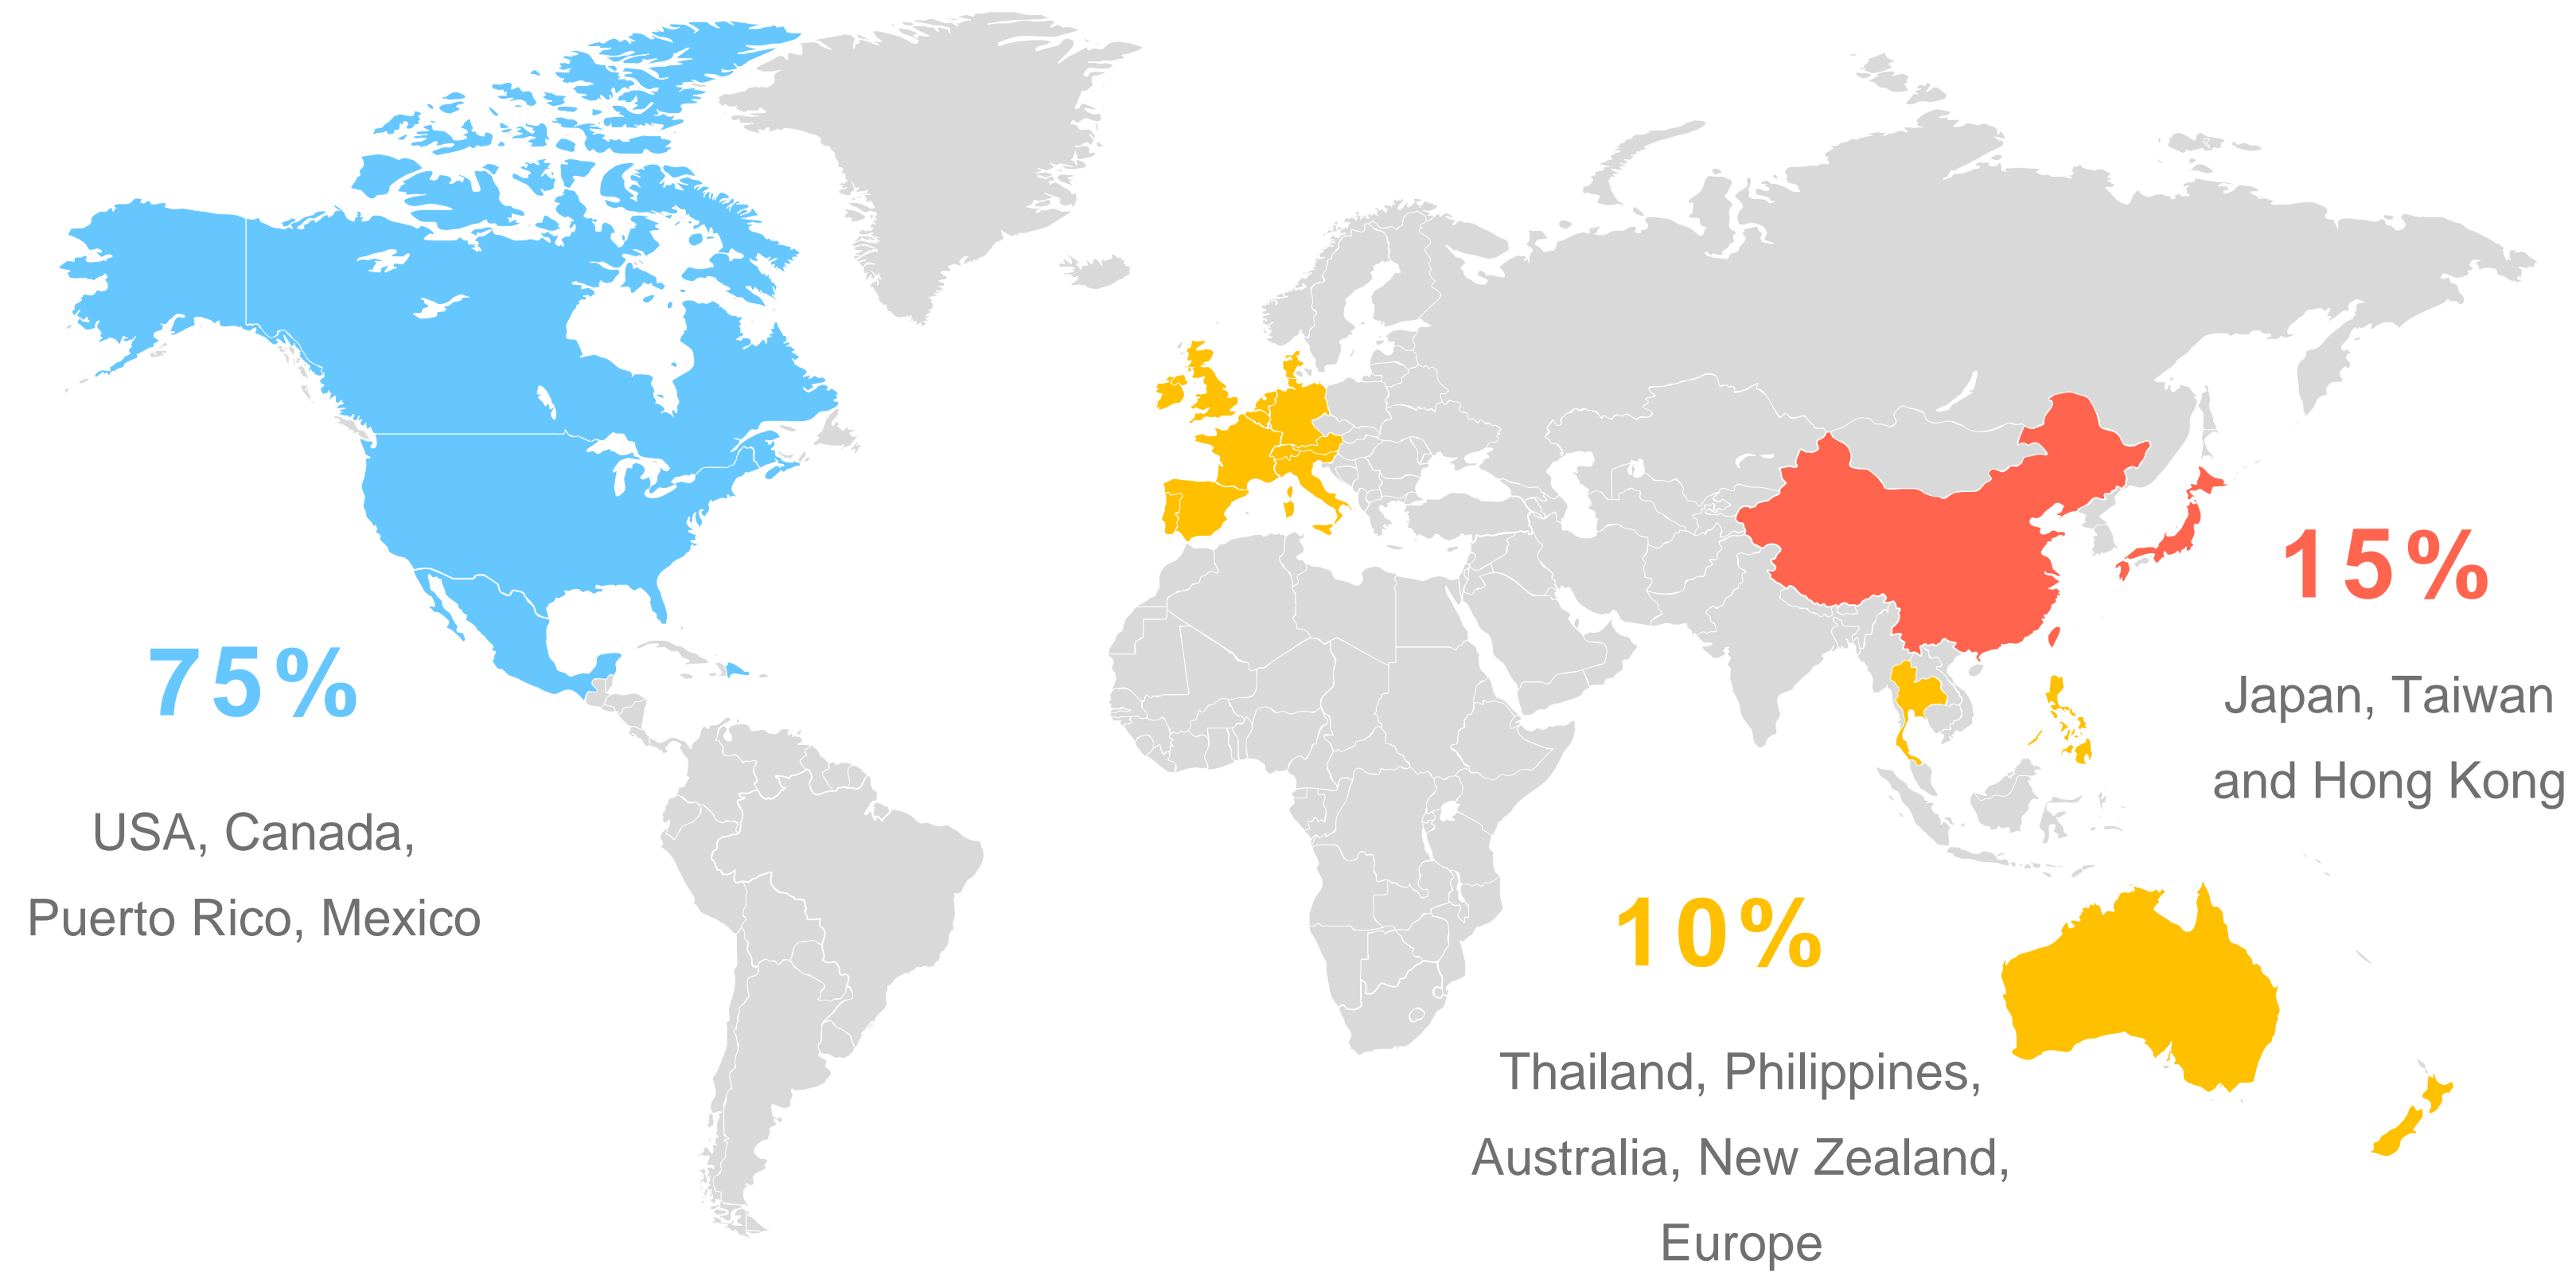 75%
USA, Canada,
Puerto Rico, Mexico
15%
Japan, Taiwan
and Hong Kong
10%
Thailand, Philippines,
Australia, New Zealand,
Europe